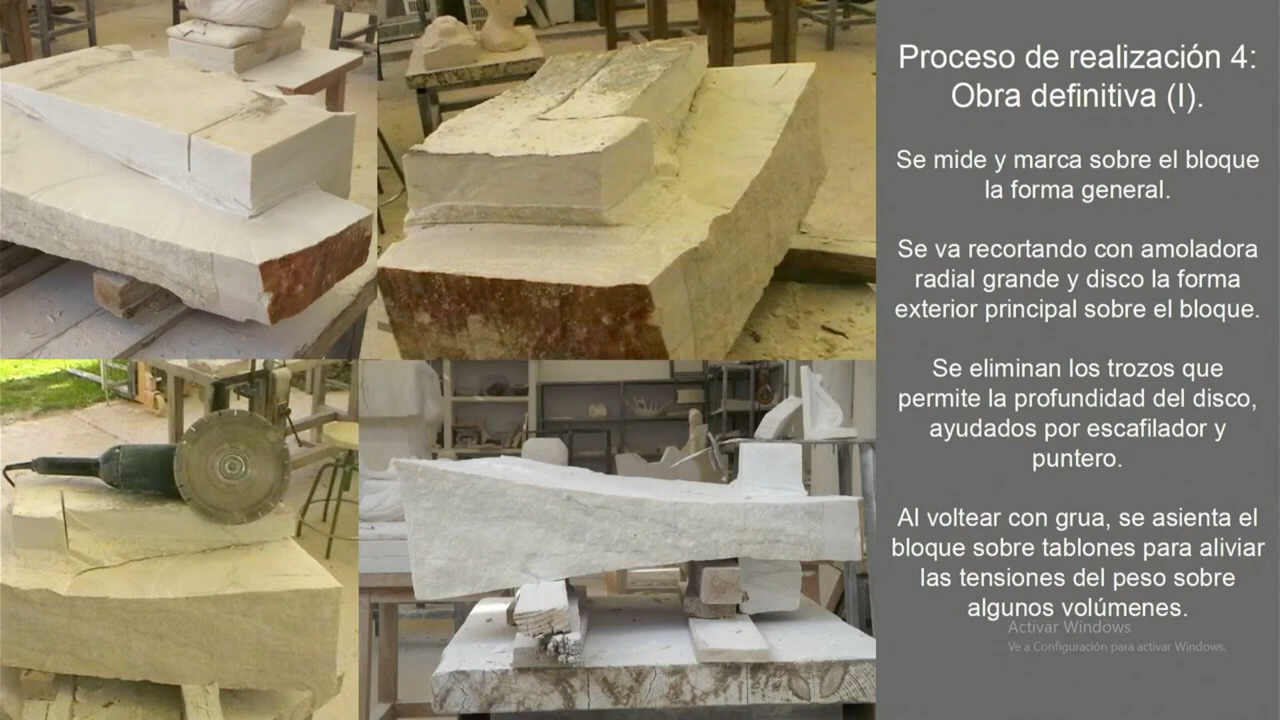 Proceso de realización 4:
Obra definitiva (I).
Se mide y marca sobre el bloque
la forma general.
Se va recortando con amoladora
radial grande y disco la forma
exterior principal sobre el bloque.
Se eliminan los trozos que
permite la profundidad del disco,
ayudados por escafilador y
puntero.
Al voltear con grua, se asienta el
bloque sobre tablones para aliviar
las tensiones del peso sobre
algunos volúmenes.
Activar Windows
Ve a Configuración para activar Windows.